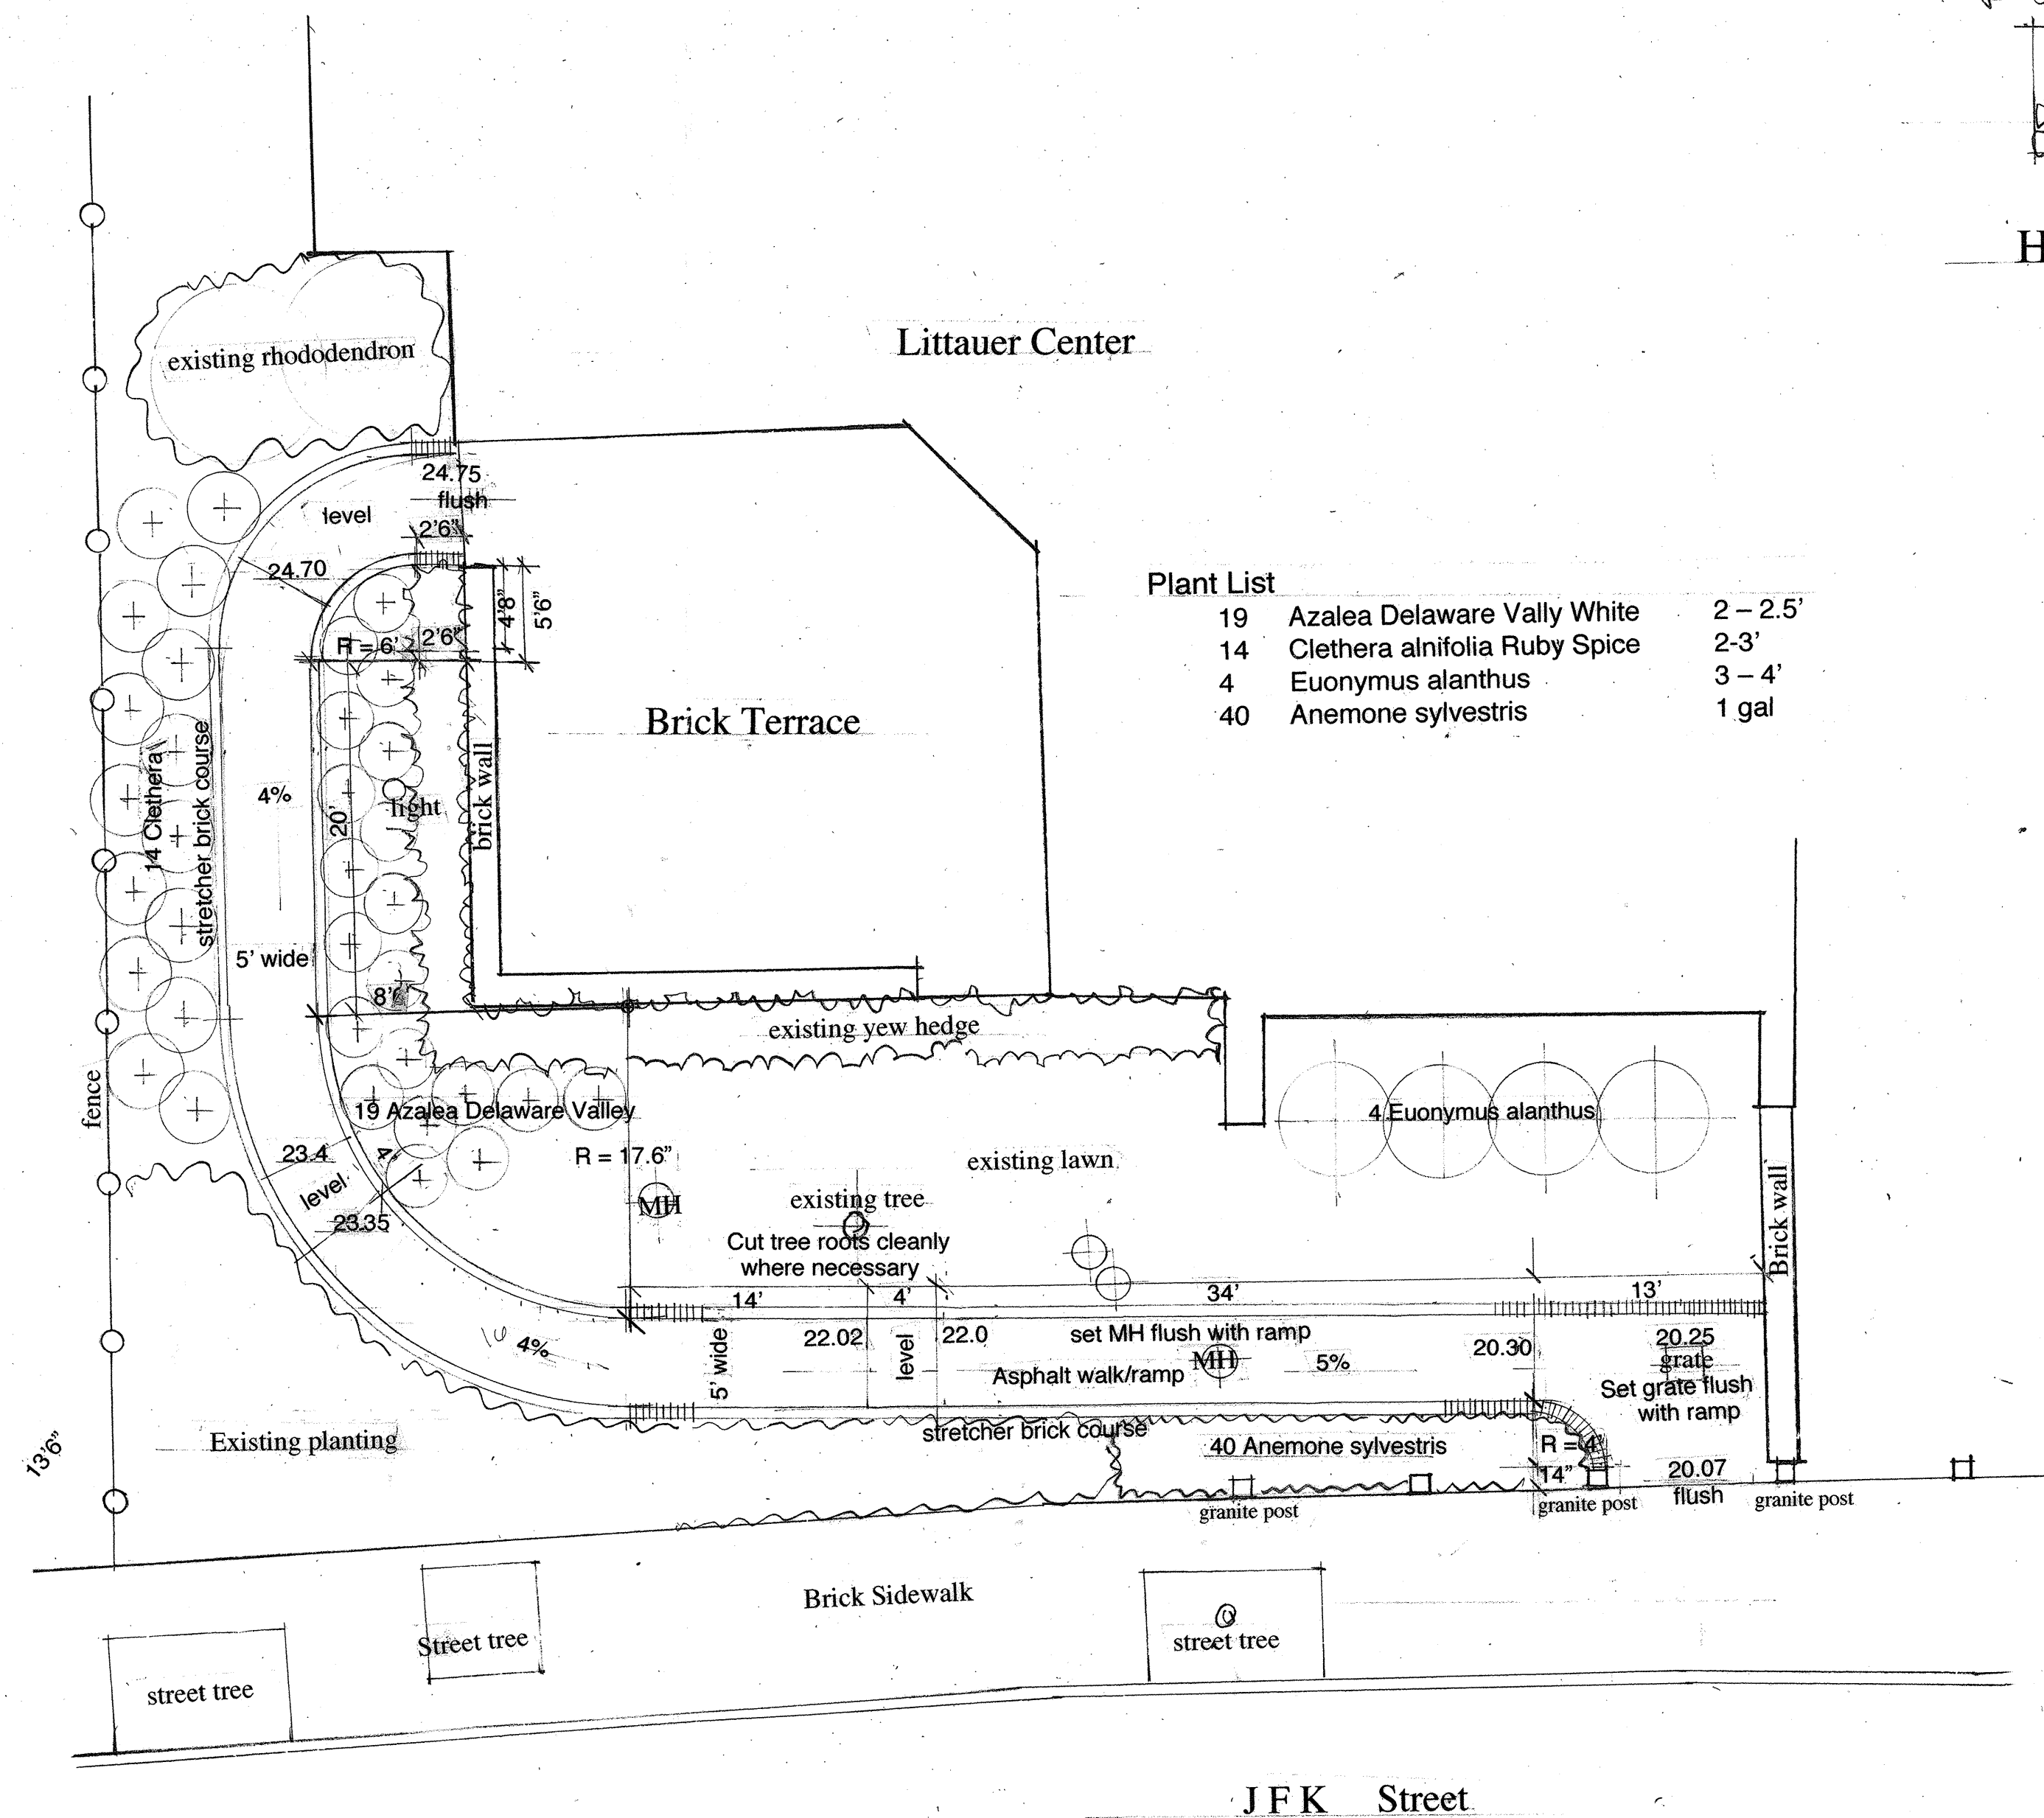 H
existing rhododendron
Littauer Center
24.75
flush
level
2'6"
24.70
4'8"
5'6"
R = 6'
2'6"
Plant List
19 Azalea Delaware Vally White 2 – 2.5'
14 Clethera alnifolia Ruby Spice 2-3'
4 Euonymus alanthus 3 – 4'
40 Anemone sylvestris 1 gal
Brick Terrace
brick wall
14 Clethera
stretcher brick course
4%
20'
light
5' wide
existing yew hedge
fence
19 Azalea Delaware Valley
4 Euonymus alanthus
R = 17.6"
existing lawn
23.4
4'
level
23.35
MH
existing tree
Cut tree roots cleanly
where necessary
Brick wall
14'
4'
34'
13'
4%
5' wide
22.02
level
22.0
set MH flush with ramp
Asphalt walk/ramp
MH
5%
20.30
20.25
grate
Set grate flush
with ramp
stretcher brick course
40 Anemone sylvestris
R = 4'
14"
20.07
flush
Existing planting
13'6"
granite post
granite post
granite post
Brick Sidewalk
Street tree
street tree
street tree
JFK Street